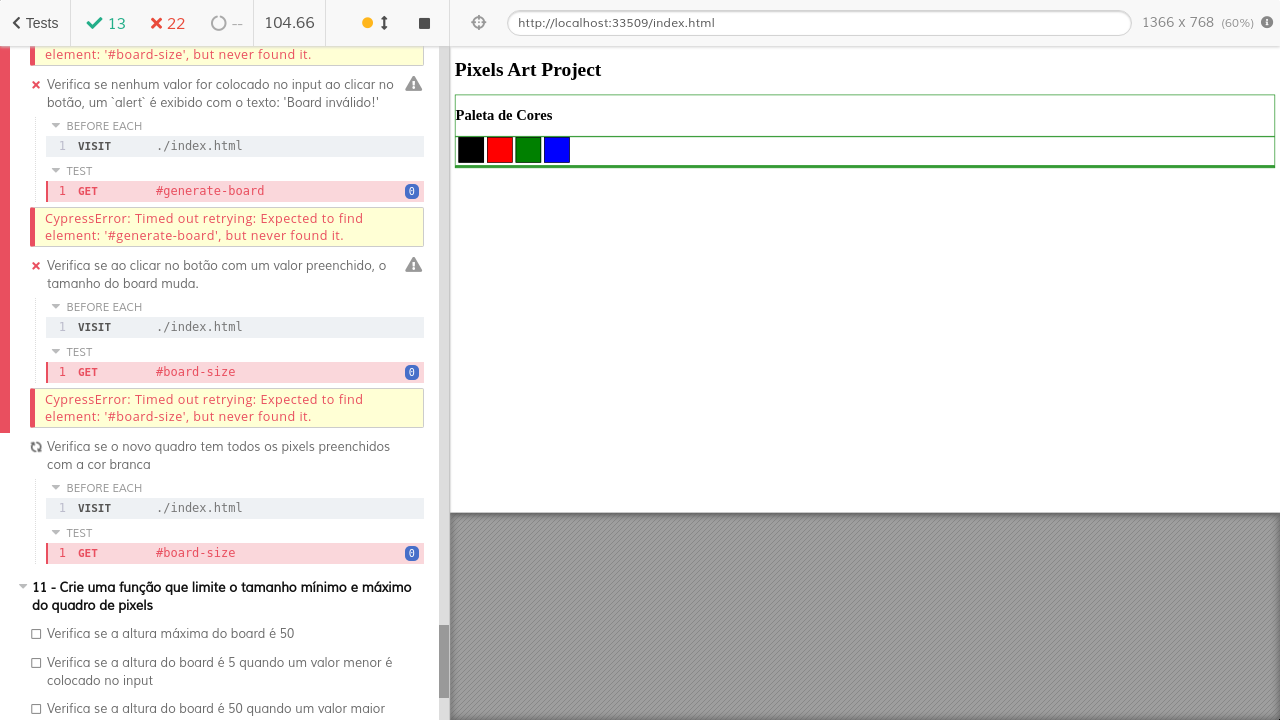 Tests
13
22
--
104.66
http://localhost:33509/index.html
1366 x 768 (60%)
element: '#board-size', but never found it.
Verifica se nenhum valor for colocado no input ao clicar no
botão, um `alert` é exibido com o texto: 'Board inválido!'
BEFORE EACH
1 VISIT ./index.html
TEST
1 GET #generate-board 0
CypressError: Timed out retrying: Expected to find
element: '#generate-board', but never found it.
Verifica se ao clicar no botão com um valor preenchido, o
tamanho do board muda.
BEFORE EACH
1 VISIT ./index.html
TEST
1 GET #board-size 0
CypressError: Timed out retrying: Expected to find
element: '#board-size', but never found it.
Verifica se o novo quadro tem todos os pixels preenchidos
com a cor branca
BEFORE EACH
1 VISIT ./index.html
TEST
1 GET #board-size 0
11 - Crie uma função que limite o tamanho mínimo e máximo
do quadro de pixels
Verifica se a altura máxima do board é 50
Verifica se a altura do board é 5 quando um valor menor é
colocado no input
Verifica se a altura do board é 50 quando um valor maior
Pixels Art Project
Paleta de Cores